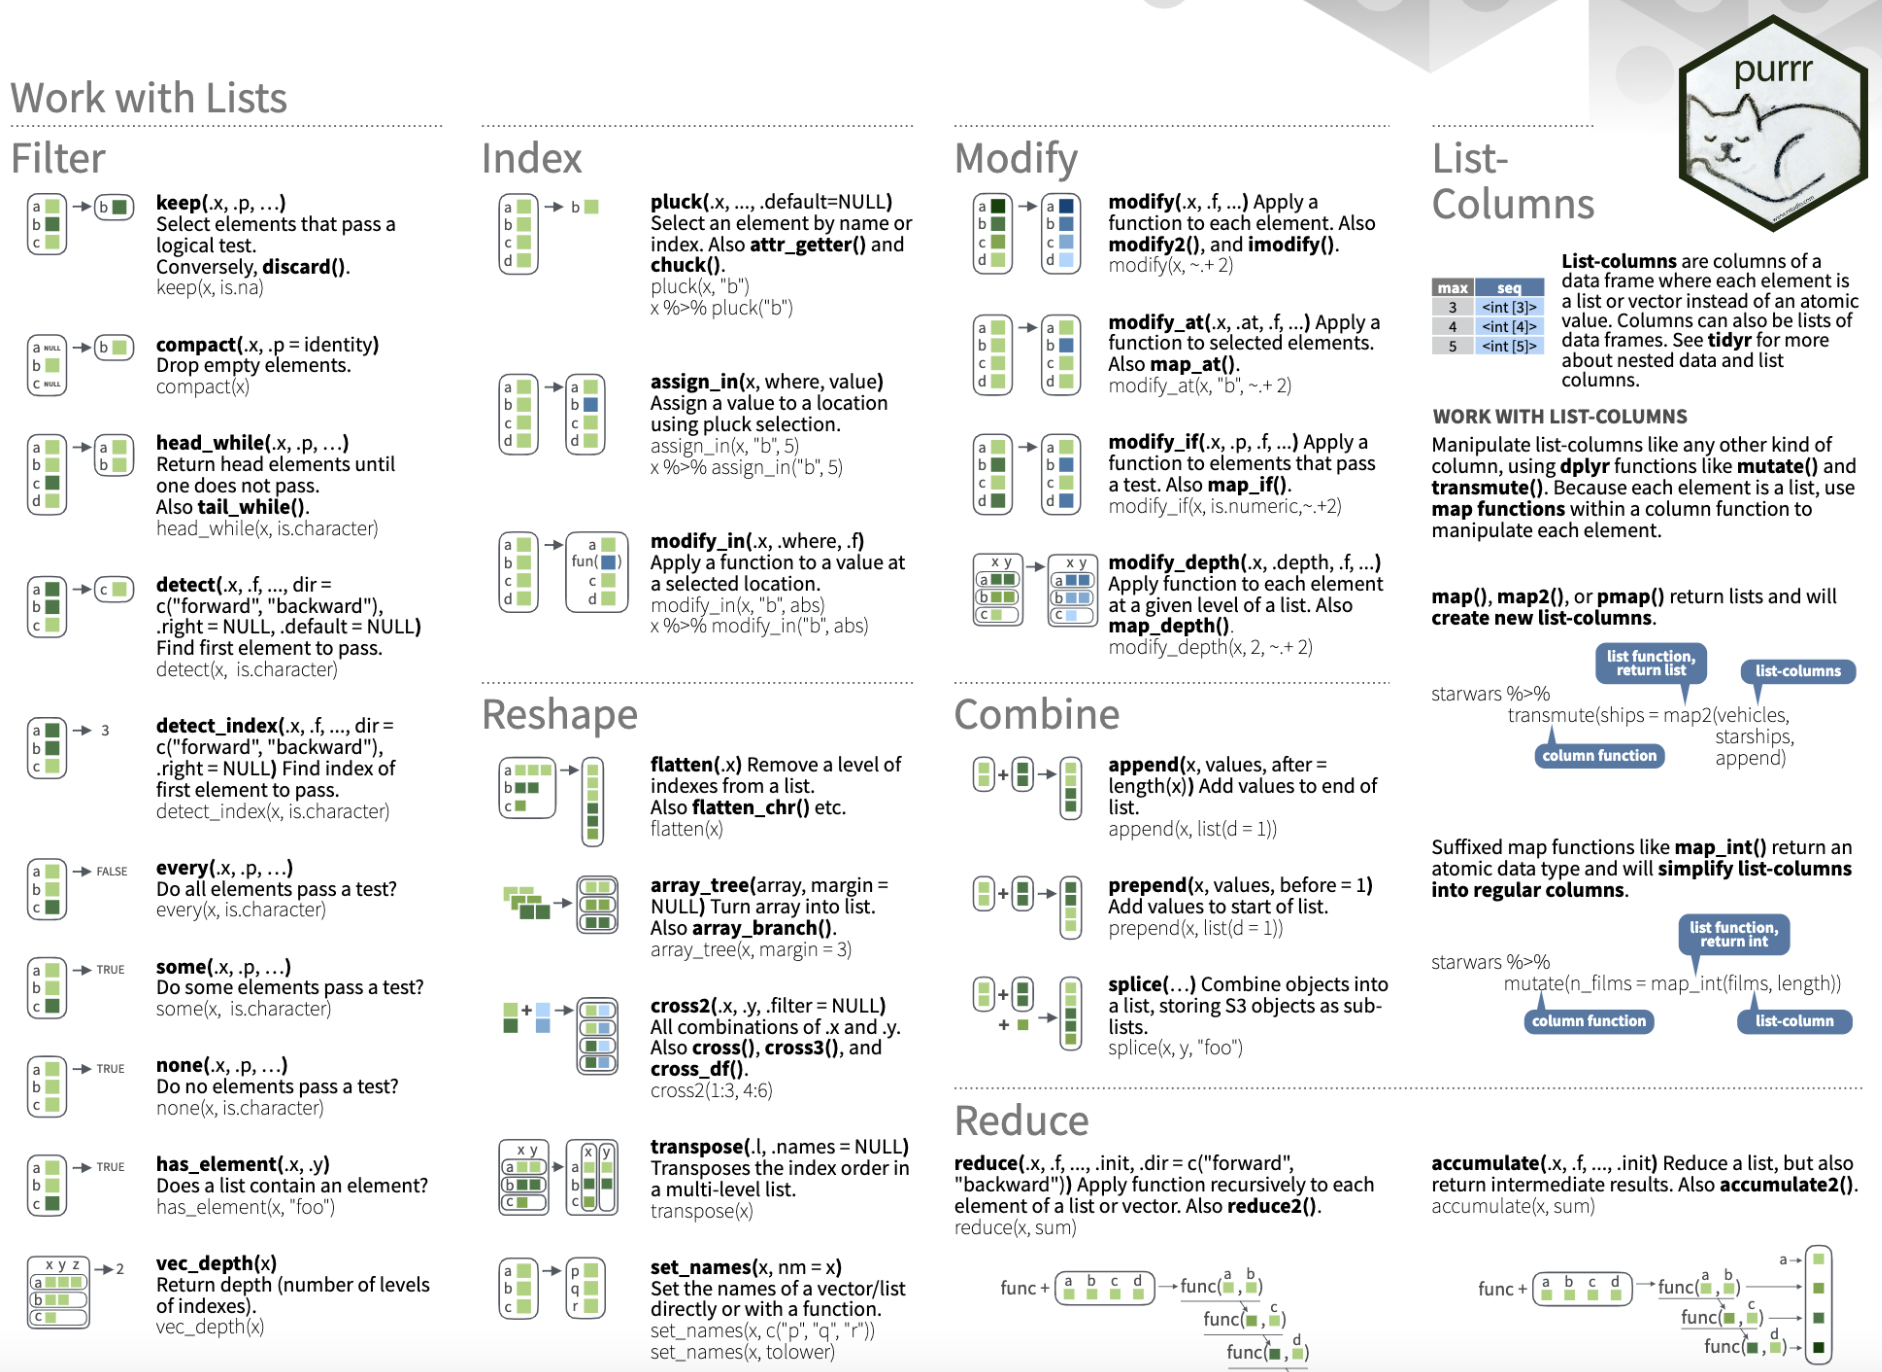 purrr
Work with Lists
Filter
a
b
c
b
keep(.x, .p, …)
Select elements that pass a
logical test.
Conversely, discard().
keep(x, is.na)
a NULL
b
c NULL
b
compact(.x, .p = identity)
Drop empty elements.
compact(x)
a
b
c
d
a
b
head_while(.x, .p, …)
Return head elements until
one does not pass.
Also tail_while().
head_while(x, is.character)
a
b
c
c
detect(.x, .f, ..., dir =
c("forward", "backward"),
.right = NULL, .default = NULL)
Find first element to pass.
detect(x, is.character)
a
b
c
3
detect_index(.x, .f, ..., dir =
c("forward", "backward"),
.right = NULL) Find index of
first element to pass.
detect_index(x, is.character)
a
b
c
FALSE
every(.x, .p, …)
Do all elements pass a test?
every(x, is.character)
a
b
c
TRUE
some(.x, .p, …)
Do some elements pass a test?
some(x, is.character)
a
b
c
TRUE
none(.x, .p, …)
Do no elements pass a test?
none(x, is.character)
a
b
c
TRUE
has_element(.x, .y)
Does a list contain an element?
has_element(x, "foo")
x y z
a
b
c
2
vec_depth(x)
Return depth (number of levels
of indexes).
vec_depth(x)
Index
a
b
c
d
b
pluck(.x, ..., .default=NULL)
Select an element by name or
index. Also attr_getter() and
chuck().
pluck(x, "b")
x %>% pluck("b")
a
b
c
d
a
b
c
d
assign_in(x, where, value)
Assign a value to a location
using pluck selection.
assign_in(x, "b", 5)
x %>% assign_in("b", 5)
a
b
c
d
a
fun( )
c
d
modify_in(.x, .where, .f)
Apply a function to a value at
a selected location.
modify_in(x, "b", abs)
x %>% modify_in("b", abs)
Reshape
a
b
c
flatten(.x) Remove a level of
indexes from a list.
Also flatten_chr() etc.
flatten(x)
array_tree(array, margin =
NULL) Turn array into list.
Also array_branch().
array_tree(x, margin = 3)
+
cross2(.x, .y, .filter = NULL)
All combinations of .x and .y.
Also cross(), cross3(), and
cross_df().
cross2(1:3, 4:6)
x y
a
b
c
x y
a
b
c
transpose(.l, .names = NULL)
Transposes the index order in
a multi-level list.
transpose(x)
a
b
c
p
q
r
set_names(x, nm = x)
Set the names of a vector/list
directly or with a function.
set_names(x, c("p", "q", "r"))
set_names(x, tolower)
Modify
a
b
c
d
a
b
c
d
modify(.x, .f, ...) Apply a
function to each element. Also
modify2(), and imodify().
modify(x, ~.+ 2)
a
b
c
d
a
b
c
d
modify_at(.x, .at, .f, ...) Apply a
function to selected elements.
Also map_at().
modify_at(x, "b", ~.+ 2)
a
b
c
d
a
b
c
d
modify_if(.x, .p, .f, ...) Apply a
function to elements that pass
a test. Also map_if().
modify_if(x, is.numeric,~.+2)
x y
a
b
c
x y
a
b
c
modify_depth(.x, .depth, .f, ...)
Apply function to each element
at a given level of a list. Also
map_depth().
modify_depth(x, 2, ~.+ 2)
Combine
+
append(x, values, after =
length(x)) Add values to end of
list.
append(x, list(d = 1))
+
prepend(x, values, before = 1)
Add values to start of list.
prepend(x, list(d = 1))
+
+
splice(…) Combine objects into
a list, storing S3 objects as sub-
lists.
splice(x, y, "foo")
List-
Columns
max seq
3 <int [3]>
4 <int [4]>
5 <int [5]>
List-columns are columns of a
data frame where each element is
a list or vector instead of an atomic
value. Columns can also be lists of
data frames. See tidyr for more
about nested data and list
columns.
WORK WITH LIST-COLUMNS
Manipulate list-columns like any other kind of
column, using dplyr functions like mutate() and
transmute(). Because each element is a list, use
map functions within a column function to
manipulate each element.
map(), map2(), or pmap() return lists and will
create new list-columns.
list function,
return list
list-columns
starwars %>%
transmute(ships = map2(vehicles,
starships,
append)
column function
Suffixed map functions like map_int() return an
atomic data type and will simplify list-columns
into regular columns.
list function,
return int
starwars %>%
mutate(n_films = map_int(films, length))
column function
list-column
Reduce
reduce(.x, .f, ..., .init, .dir = c("forward",
"backward")) Apply function recursively to each
element of a list or vector. Also reduce2().
reduce(x, sum)
func +
a b c d
a b
func( , )
c
func( , )
d
func( , )
accumulate(.x, .f, ..., .init) Reduce a list, but also
return intermediate results. Also accumulate2().
accumulate(x, sum)
func +
a b c d
a
a b
func( , )
c
func( , )
d
func( , )